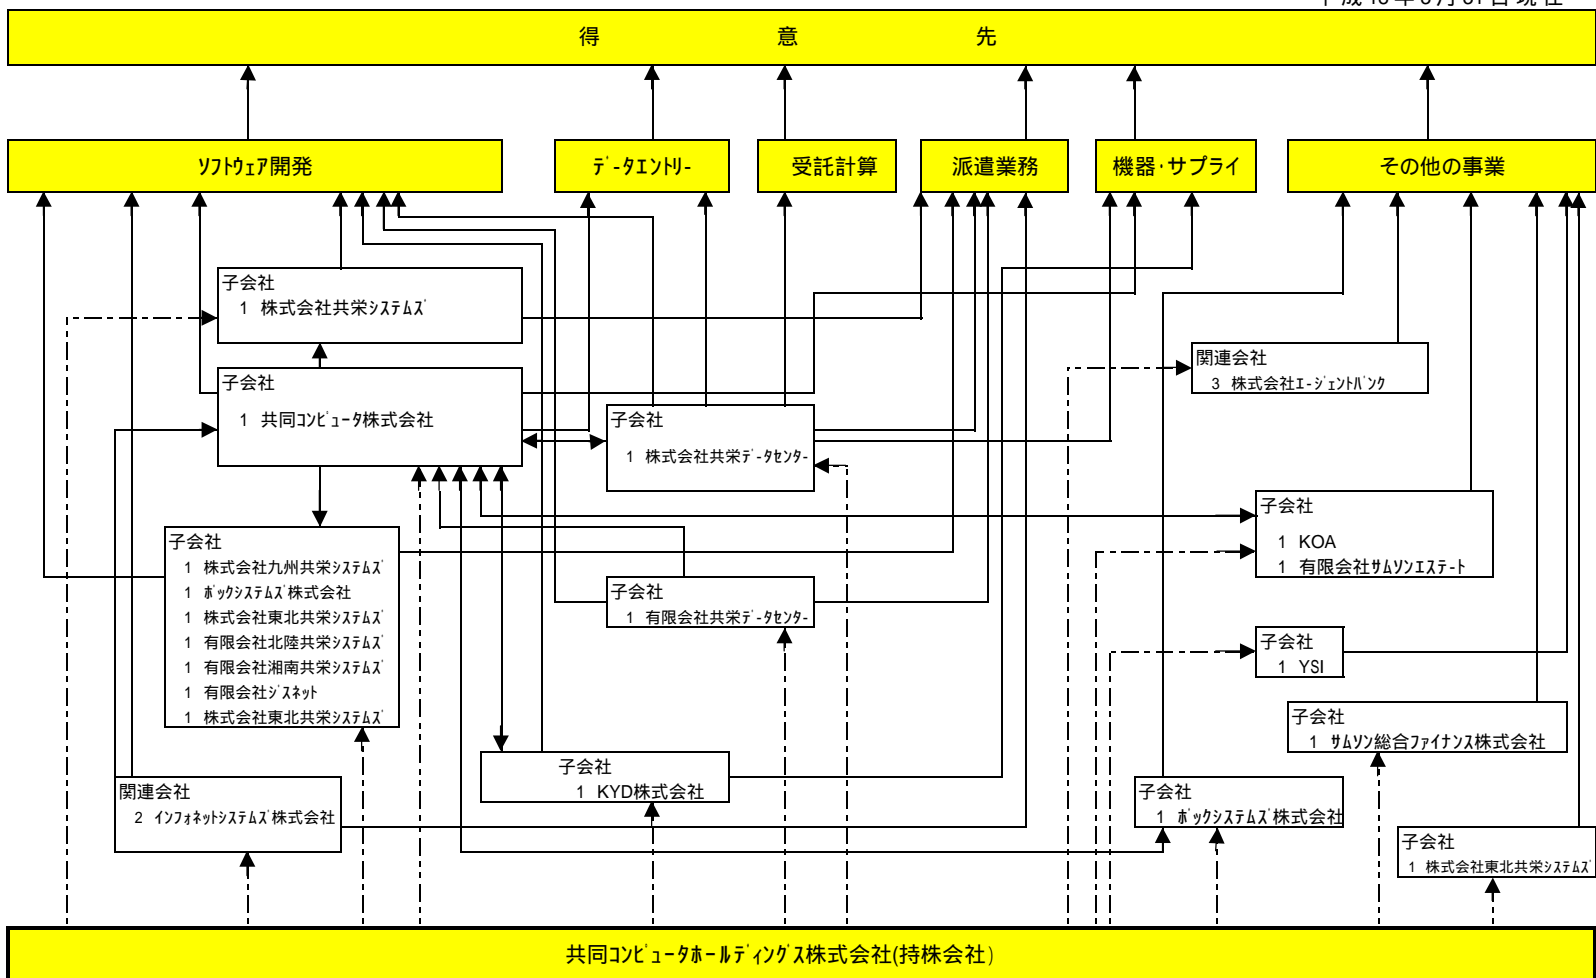 得意先
ソフトウェア開発
データエントリー
受託計算
派遣業務
機器・サプライ
その他の事業
子会社
1 株式会社共栄システムズ
関連会社
3 株式会社エージェントバンク
子会社
1 共同コンピュータ株式会社
子会社
1 株式会社共栄データセンター
子会社
1 KOA
1 有限会社サムソンエステート
子会社
1 株式会社九州共栄システムズ
1 ボックシステムズ株式会社
1 株式会社東北共栄システムズ
1 有限会社北陸共栄システムズ
1 有限会社湘南共栄システムズ
1 有限会社ジスネット
1 株式会社東北共栄システムズ
子会社
1 有限会社共栄データセンター
子会社
1 YSI
子会社
1 サムソン総合ファイナンス株式会社
子会社
1 KYD株式会社
関連会社
2 インフォネットシステムズ株式会社
子会社
1 ボックシステムズ株式会社
子会社
1 株式会社東北共栄システムズ
共同コンピュータホールディングス株式会社(持株会社)